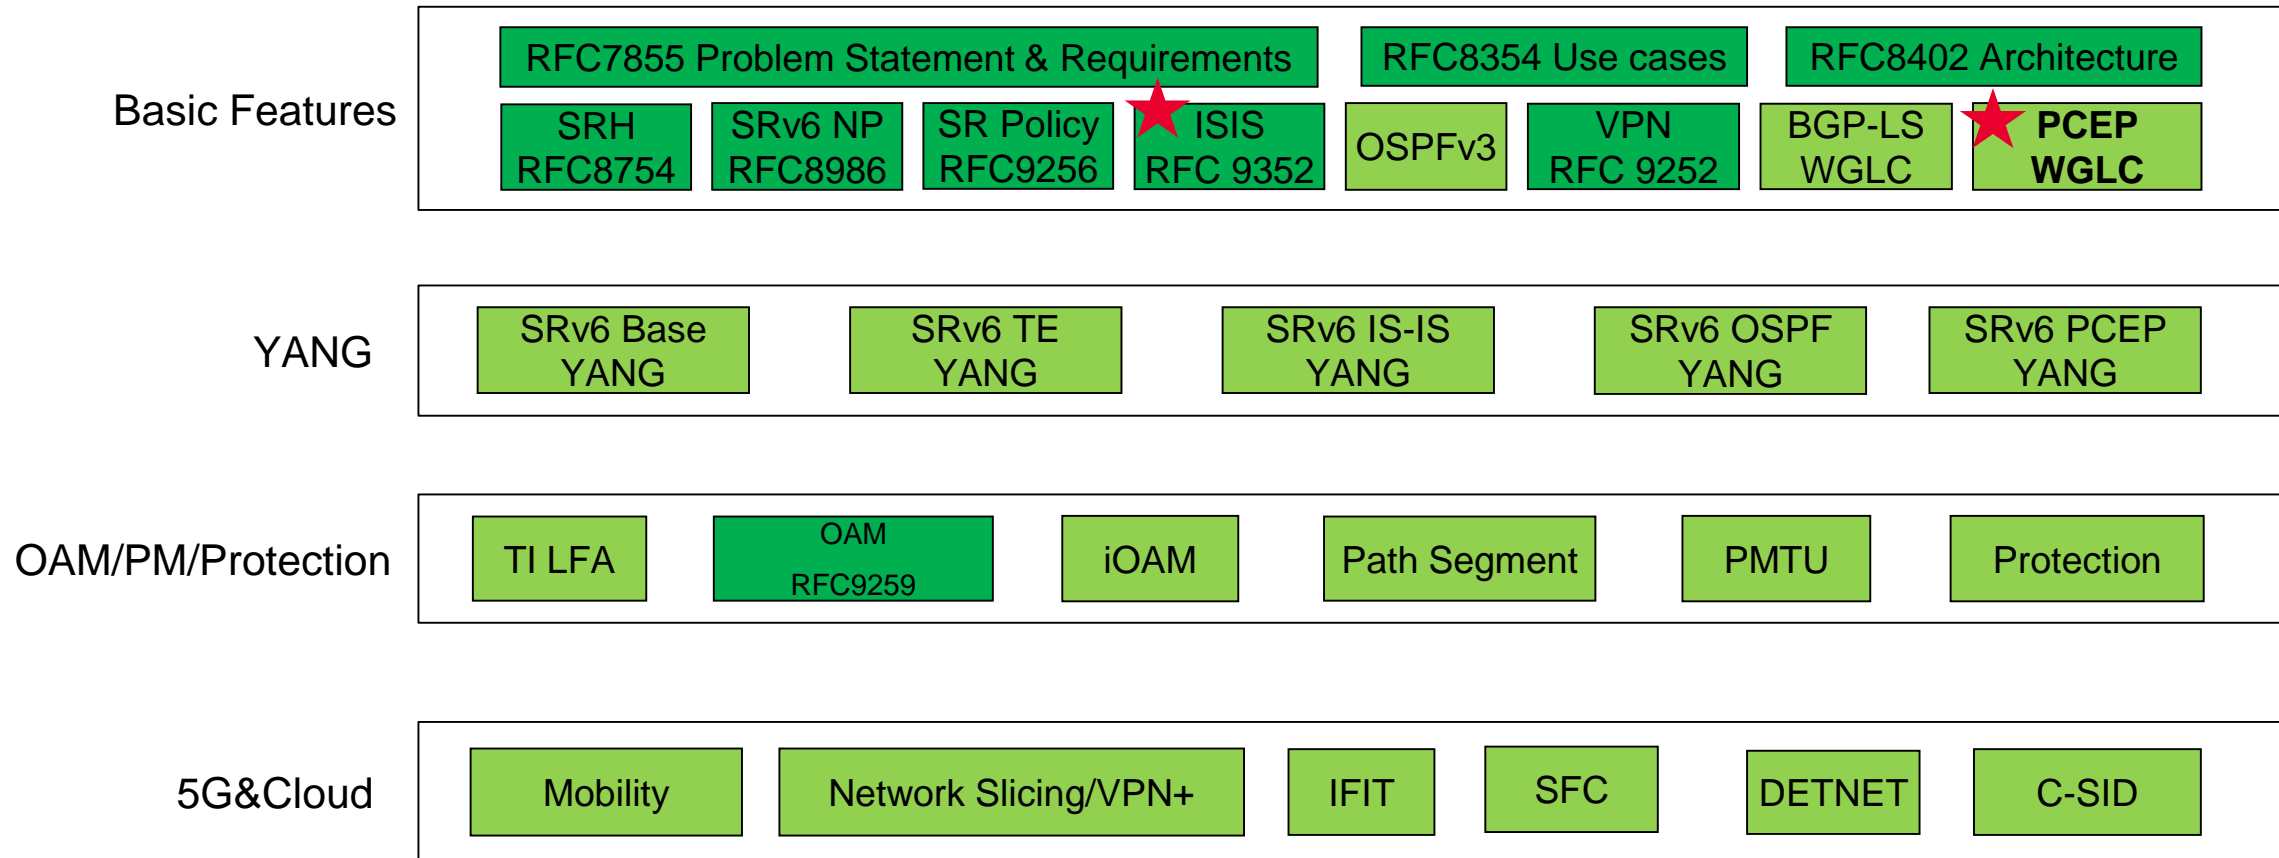 Basic Features
RFC7855 Problem Statement & Requirements
RFC8354 Use cases
RFC8402 Architecture
SRH
RFC8754
SRv6 NP
RFC8986
SR Policy
RFC9256
ISIS
RFC 9352
OSPFv3
VPN
RFC 9252
BGP-LS
WGLC
PCEP
WGLC
YANG
SRv6 Base
YANG
SRv6 TE
YANG
SRv6 IS-IS
YANG
SRv6 OSPF
YANG
SRv6 PCEP
YANG
OAM/PM/Protection
TI LFA
OAM
RFC9259
iOAM
Path Segment
PMTU
Protection
5G&Cloud
Mobility
Network Slicing/VPN+
IFIT
SFC
DETNET
C-SID